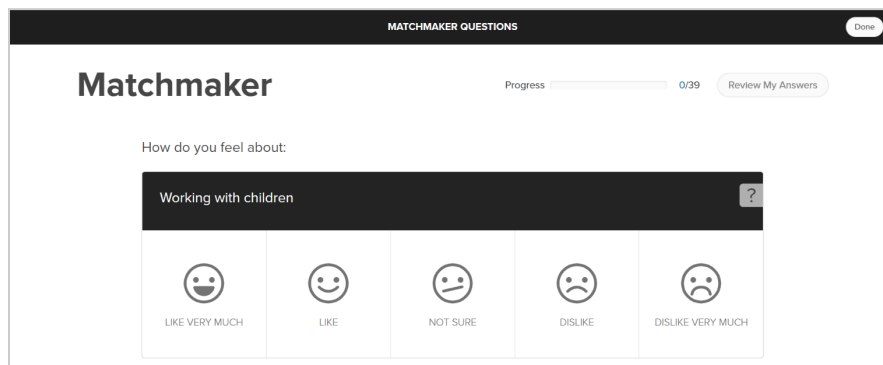 MATCHMAKER QUESTIONS
Done
Matchmaker
Progress 0/39 Review My Answers
How do you feel about:
Working with children ?
LIKE VERY MUCH LIKE NOT SURE DISLIKE DISLIKE VERY MUCH